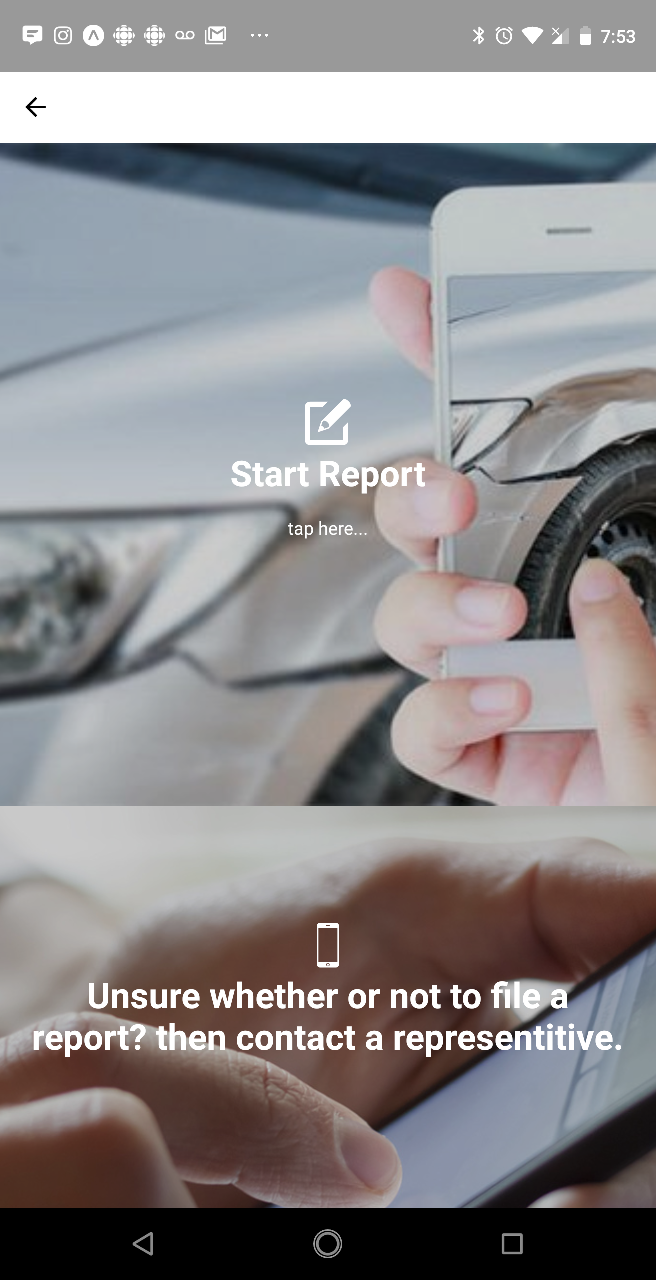 7:53
Start Report
tap here...
Unsure whether or not to file a
report? then contact a representitive.